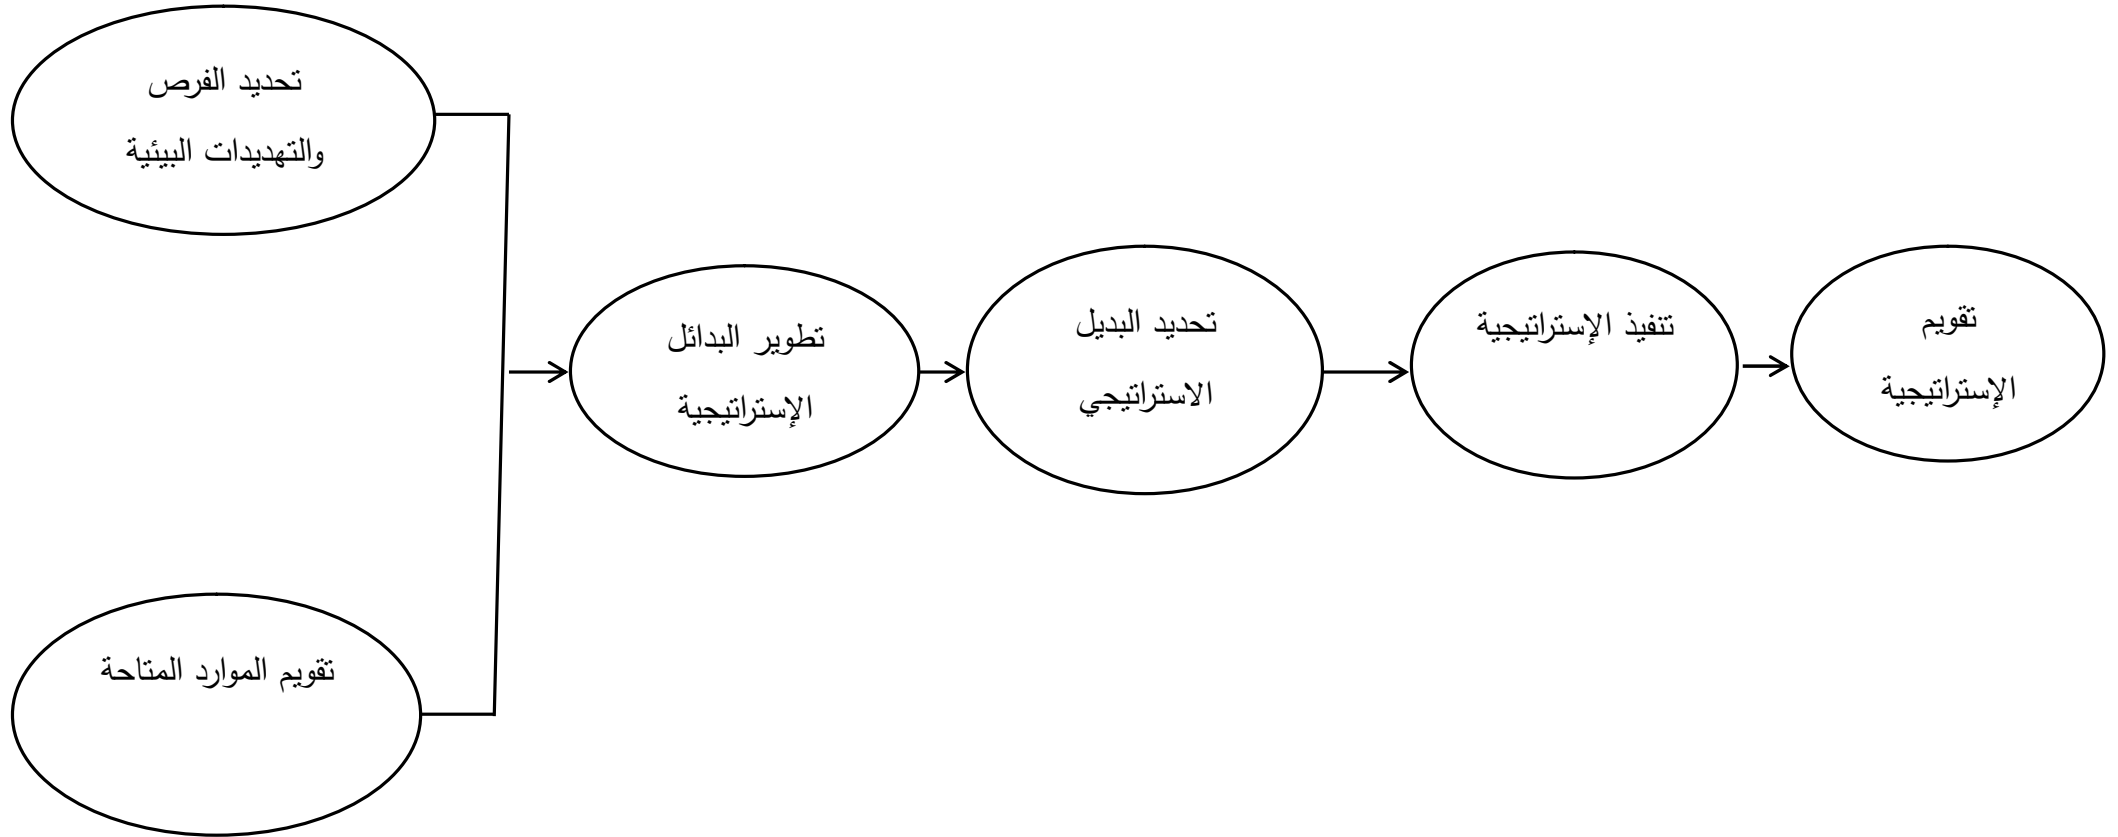 تحديد الفرص
والتهديدات البيئية
تقويم الموارد المتاحة
تطوير البدائل
الإستراتيجية
تحديد البديل
الاستراتيجي
تنفيذ الإستراتيجية
تقويم
الإستراتيجية